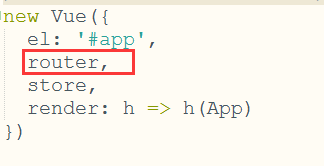 new Vue({
  el: '#app',
  router,
  store,
  render: h => h(App)
})